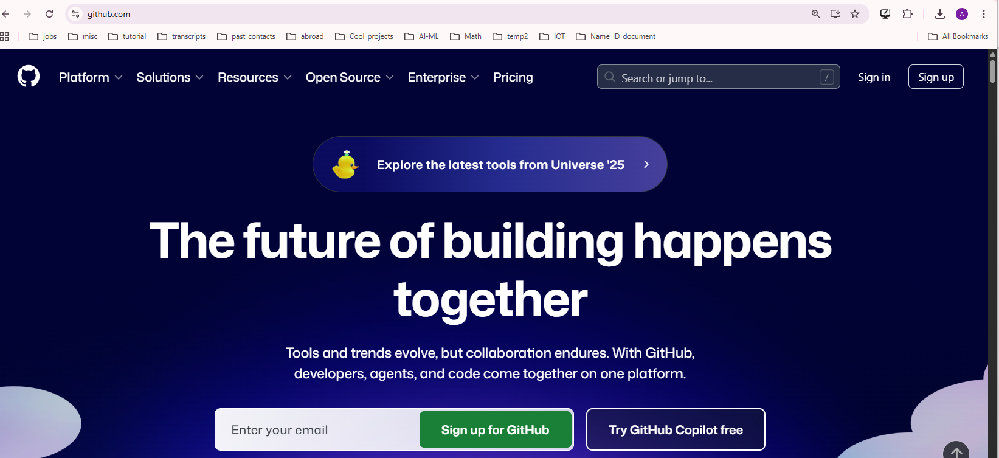 github.com
A
jobs misc tutorial transcripts past_contacts abroad Cool_projects AI-ML Math temp2 IOT Name_ID_document All Bookmarks
Platform Solutions Resources Open Source Enterprise Pricing Search or jump to... / Sign in Sign up
Explore the latest tools from Universe '25
The future of building happens
together
Tools and trends evolve, but collaboration endures. With GitHub,
developers, agents, and code come together on one platform.
Enter your email Sign up for GitHub Try GitHub Copilot free